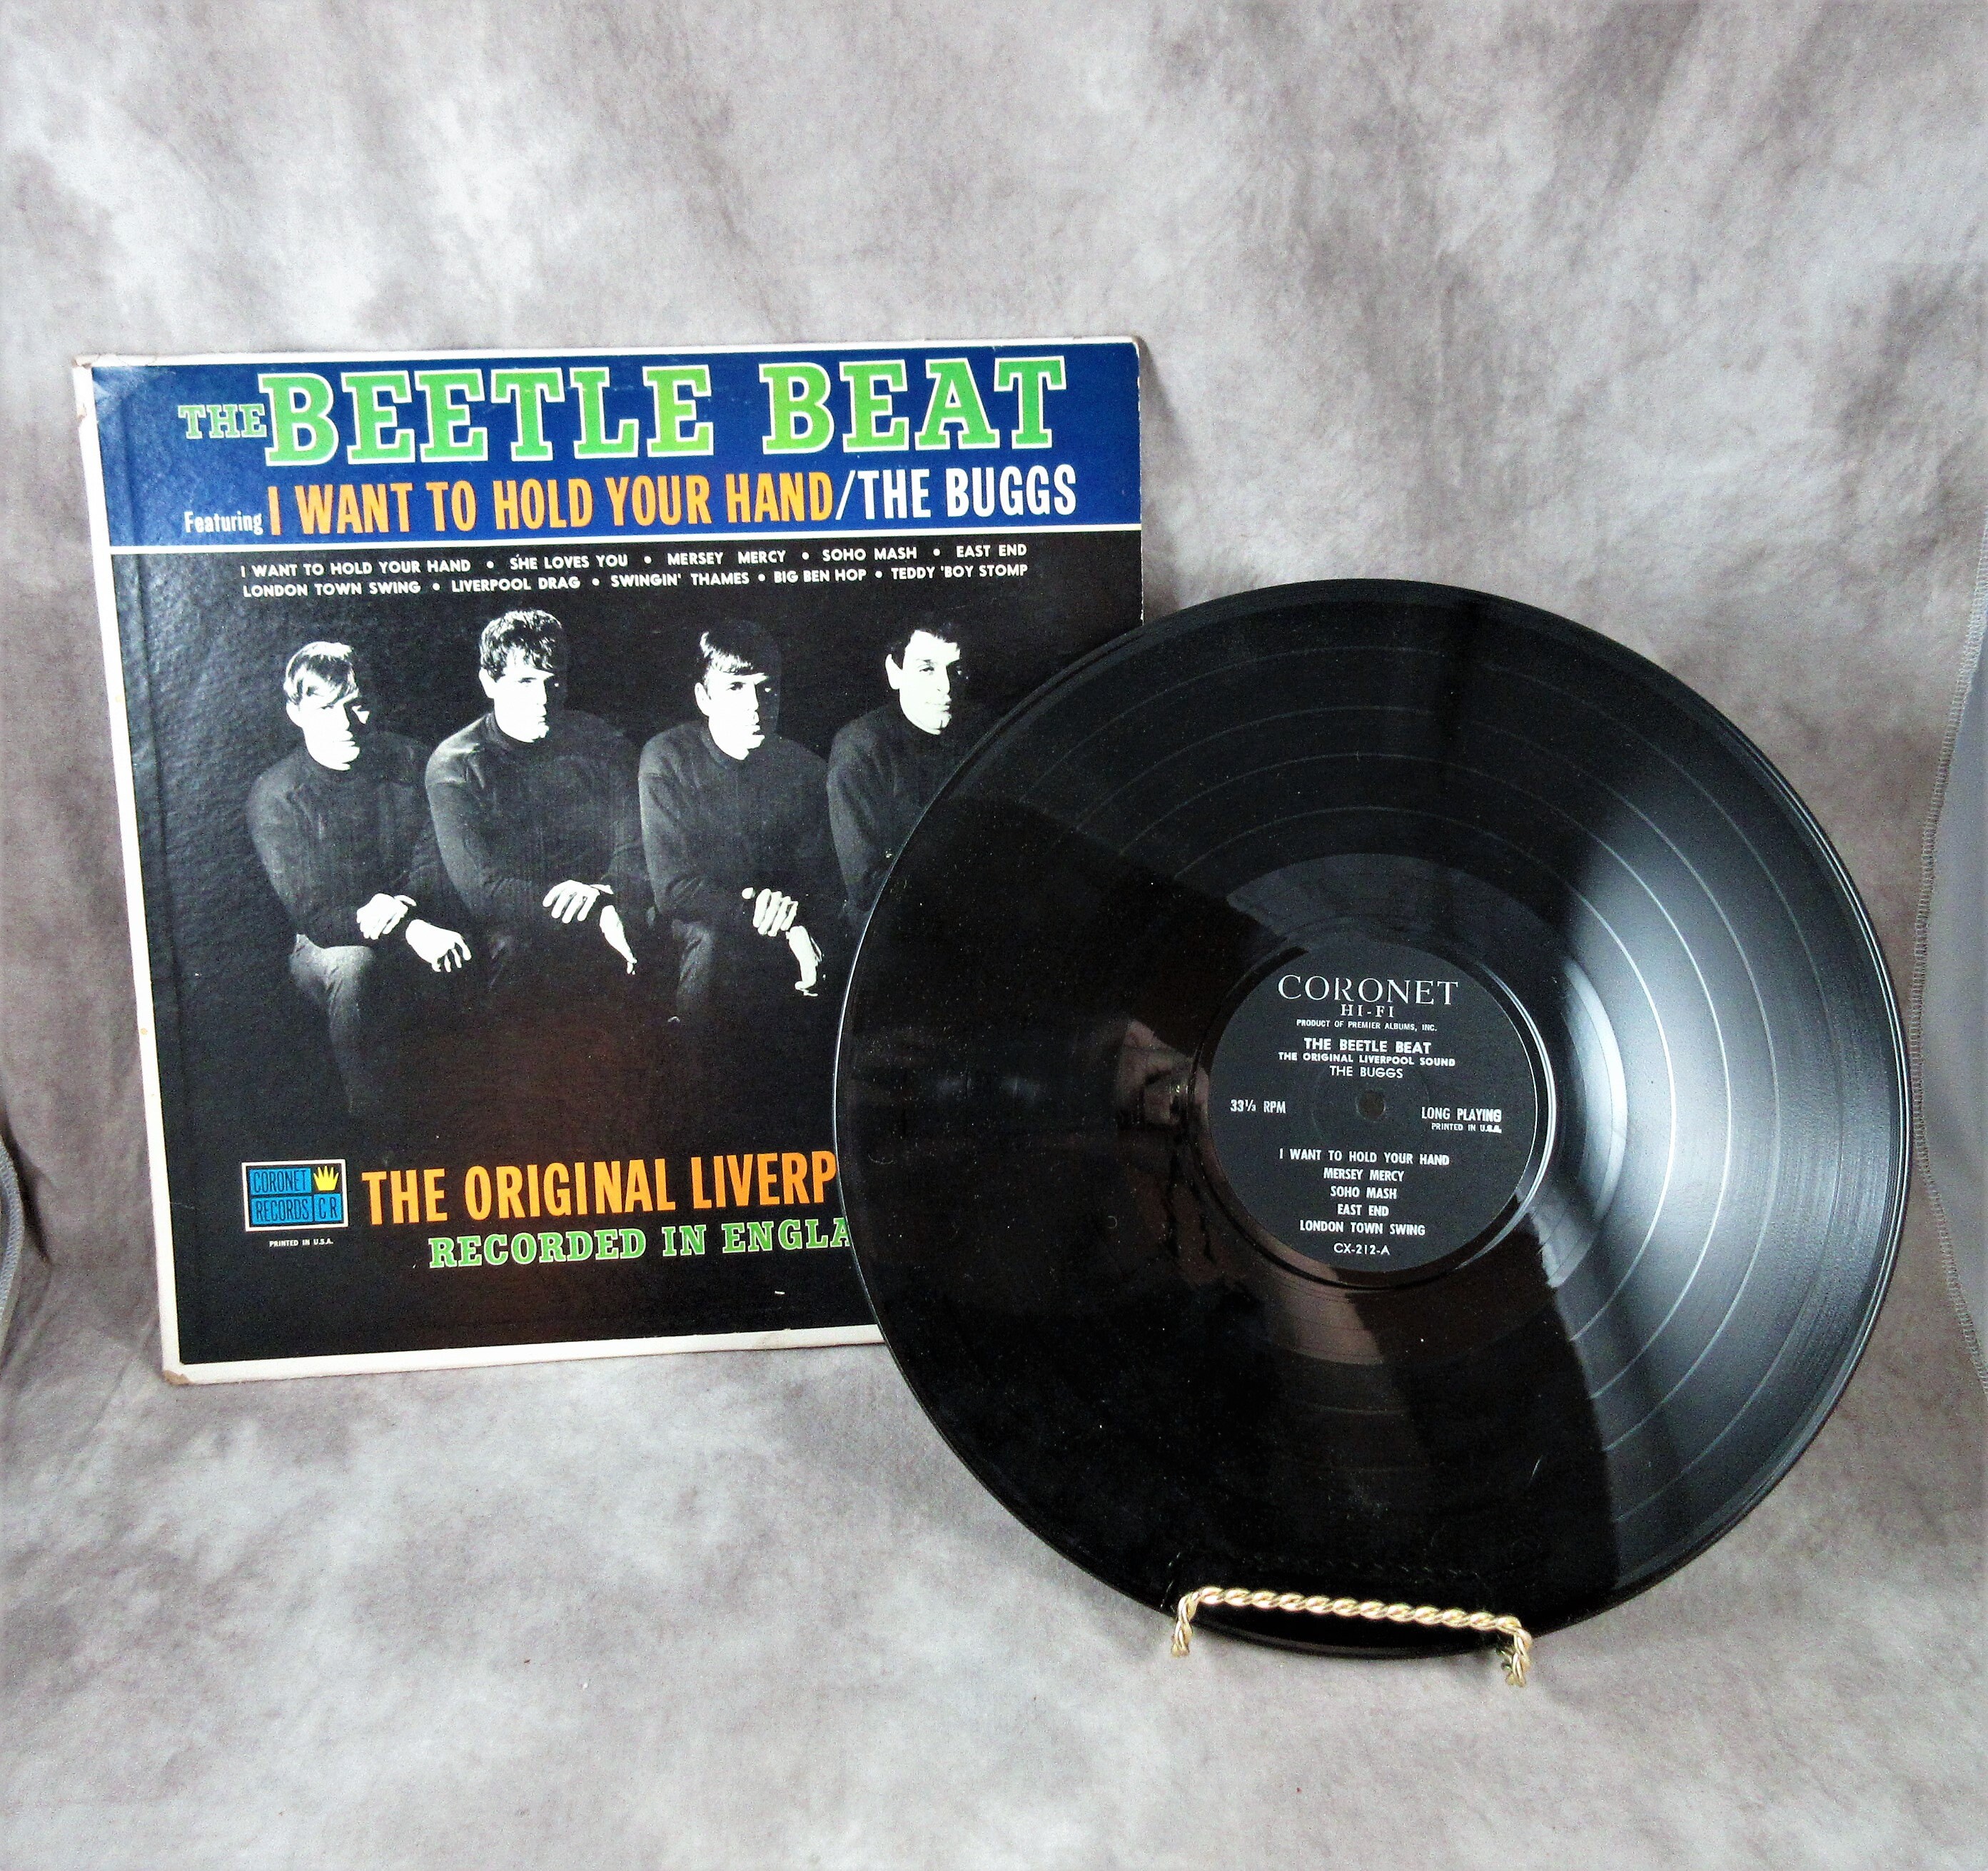 THE BEETLE BEAT
Featuring I WANT TO HOLD YOUR HAND/THE BUGGS
I WANT TO HOLD YOUR HAND • SHE LOVES YOU • MERSEY MERCY • SOHO MASH • EAST END
LONDON TOWN SWING • LIVERPOOL DRAG • SWINGIN' THAMES • BIG BEN HOP • TEDDY 'BOY STOMP
CORONET
RECORDS CR
PRINTED IN U.S.A.
THE ORIGINAL LIVERP
RECORDED IN ENGLA
CORONET
HI-FI
PRODUCT OF PREMIER ALBUMS, INC.
THE BEETLE BEAT
THE ORIGINAL LIVERPOOL SOUND
THE BUGGS
33⅓ RPM
LONG PLAYING
PRINTED IN U.S.A.
I WANT TO HOLD YOUR HAND
MERSEY MERCY
SOHO MASH
EAST END
LONDON TOWN SWING
CX-212-A